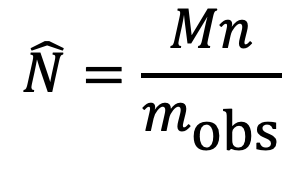 N̂ = Mn / m_obs